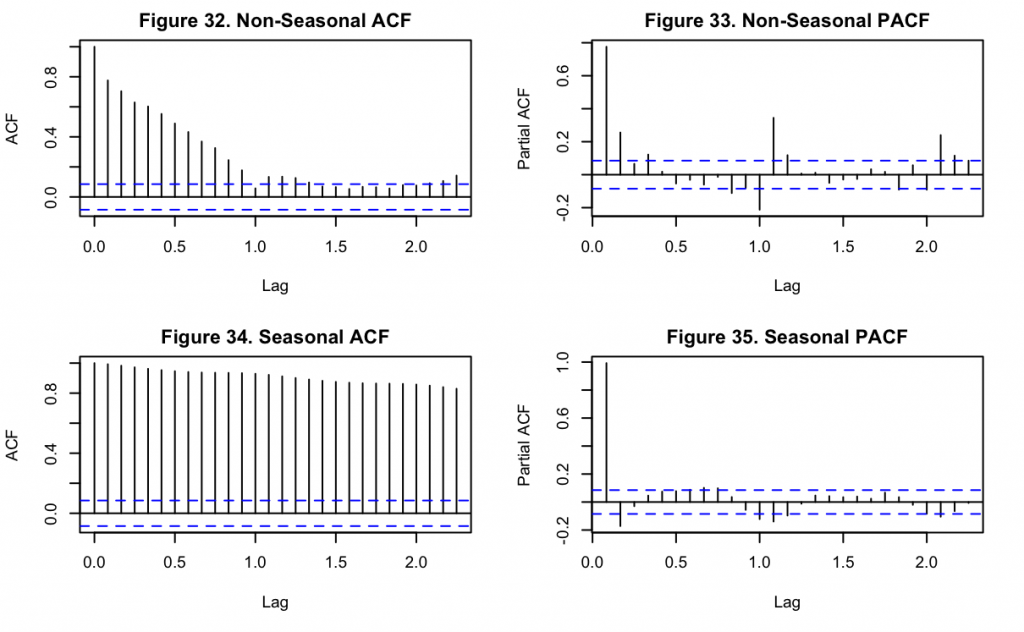 Figure 32. Non-Seasonal ACF
ACF
0.8
0.4
0.0
0.0 0.5 1.0 1.5 2.0
Lag
Figure 33. Non-Seasonal PACF
Partial ACF
0.6
0.2
-0.2
0.0 0.5 1.0 1.5 2.0
Lag
Figure 34. Seasonal ACF
ACF
0.8
0.4
0.0
0.0 0.5 1.0 1.5 2.0
Lag
Figure 35. Seasonal PACF
Partial ACF
1.0
0.6
0.2
-0.2
0.0 0.5 1.0 1.5 2.0
Lag